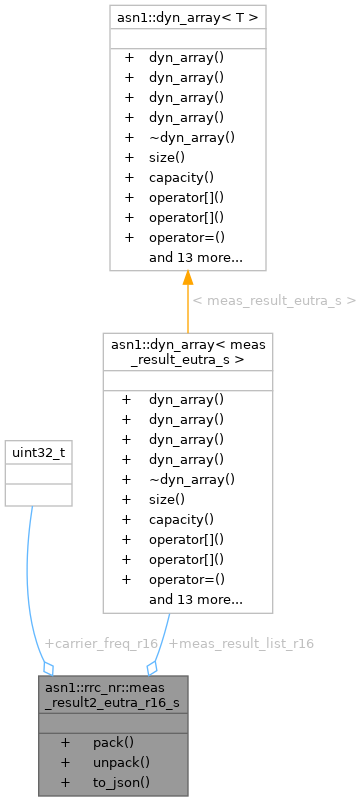 asn1::dyn_array< T >
+ dyn_array()
+ dyn_array()
+ dyn_array()
+ dyn_array()
+ ~dyn_array()
+ size()
+ capacity()
+ operator[]()
+ operator[]()
+ operator=()
and 13 more...
< meas_result_eutra_s >
asn1::dyn_array< meas
_result_eutra_s >
+ dyn_array()
+ dyn_array()
+ dyn_array()
+ dyn_array()
+ ~dyn_array()
+ size()
+ capacity()
+ operator[]()
+ operator[]()
+ operator=()
and 13 more...
uint32_t
+carrier_freq_r16
+meas_result_list_r16
asn1::rrc_nr::meas
_result2_eutra_r16_s
+ pack()
+ unpack()
+ to_json()